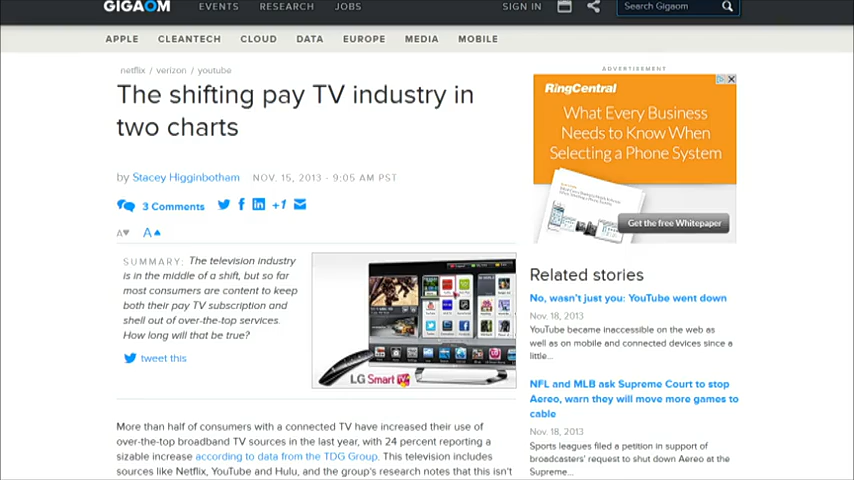 GIGAOM EVENTS RESEARCH JOBS SIGN IN Search Gigaom
APPLE CLEANTECH CLOUD DATA EUROPE MEDIA MOBILE
netflix / verizon / youtube
The shifting pay TV industry in
two charts
by Stacey Higginbotham NOV. 15, 2013 - 9:05 AM PST
3 Comments +1
A A
SUMMARY: The television industry
is in the middle of a shift, but so far
most consumers are content to keep
both their pay TV subscription and
shell out of over-the-top services.
How long will that be true?
tweet this
LG Smart TV
More than half of consumers with a connected TV have increased their use of
over-the-top broadband TV sources in the last year, with 24 percent reporting a
sizable increase according to data from the TDG Group. This television includes
sources like Netflix, YouTube and Hulu, and the group's research notes that this isn't
ADVERTISEMENT
RingCentral
What Every Business
Needs to Know When
Selecting a Phone System
Get the free Whitepaper
Related stories
No, wasn't just you: YouTube went down
Nov. 18, 2013
YouTube became inaccessible on the web as
well as on mobile and connected devices since a
little...
NFL and MLB ask Supreme Court to stop
Aereo, warn they will move more games to
cable
Nov. 18, 2013
Sports leagues filed a petition in support of
broadcasters' request to shut down Aereo at the
Supreme...